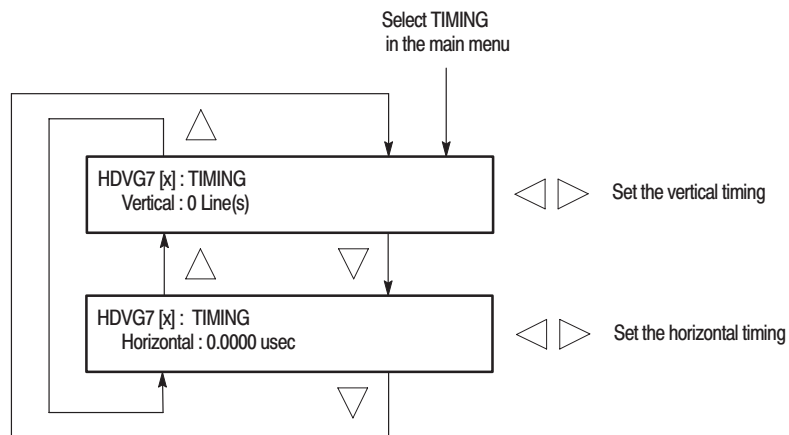 Select TIMING
in the main menu
HDVG7 [x] : TIMING
Vertical : 0 Line(s)
Set the vertical timing
HDVG7 [x] : TIMING
Horizontal : 0.0000 usec
Set the horizontal timing